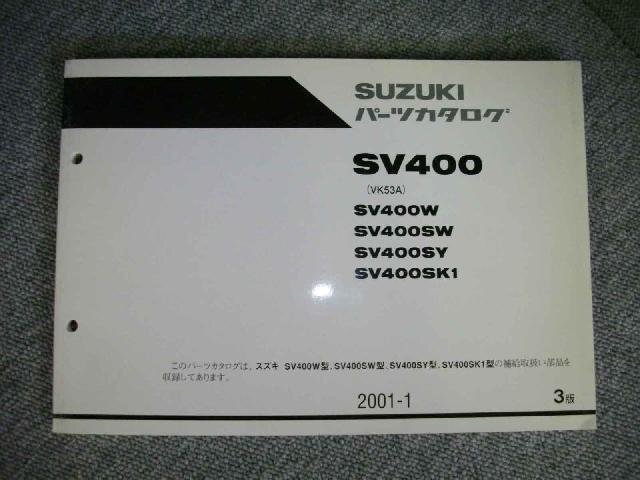 SUZUKI
パーツカタログ
SV400
(VK53A)
SV400W
SV400SW
SV400SY
SV400SK1
このパーツカタログは、スズキ SV400W型、SV400SW型、SV400SY型、SV400SK1型の補給取扱い部品を
収録してあります。
2001-1
3版